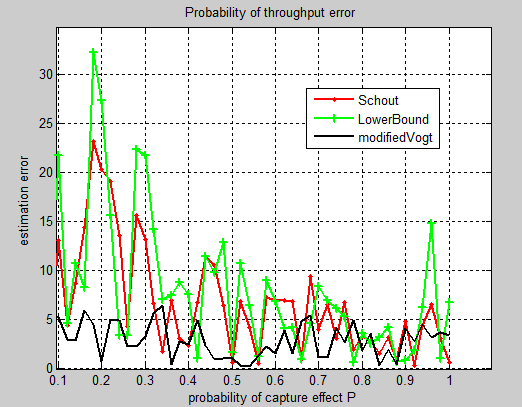 Probability of throughput error
30
25
20
15
10
5
0
estimation error
Schout
LowerBound
modifiedVogt
0.1 0.2 0.3 0.4 0.5 0.6 0.7 0.8 0.9 1
probability of capture effect P